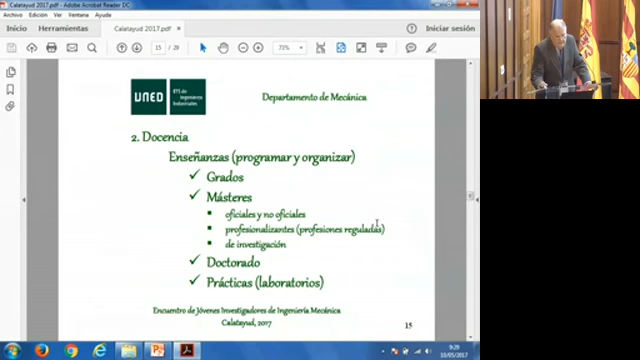 Calatayud 2017.pdf - Adobe Acrobat Reader DC
Archivo Edición Ver Ventana Ayuda
Inicio Herramientas Calatayud 2017.pdf × Iniciar sesión
15 / 28 73%
UNED ETS de Ingenieros Industriales
Departamento de Mecánica
2. Docencia
Enseñanzas (programar y organizar)
✓ Grados
✓ Másteres
▪ oficiales y no oficiales
▪ profesionalizantes (profesiones reguladas)
▪ de investigación
✓ Doctorado
✓ Prácticas (laboratorios)
Encuentro de Jóvenes Investigadores de Ingeniería Mecánica
Calatayud, 2017
15
9:29
10/05/2017